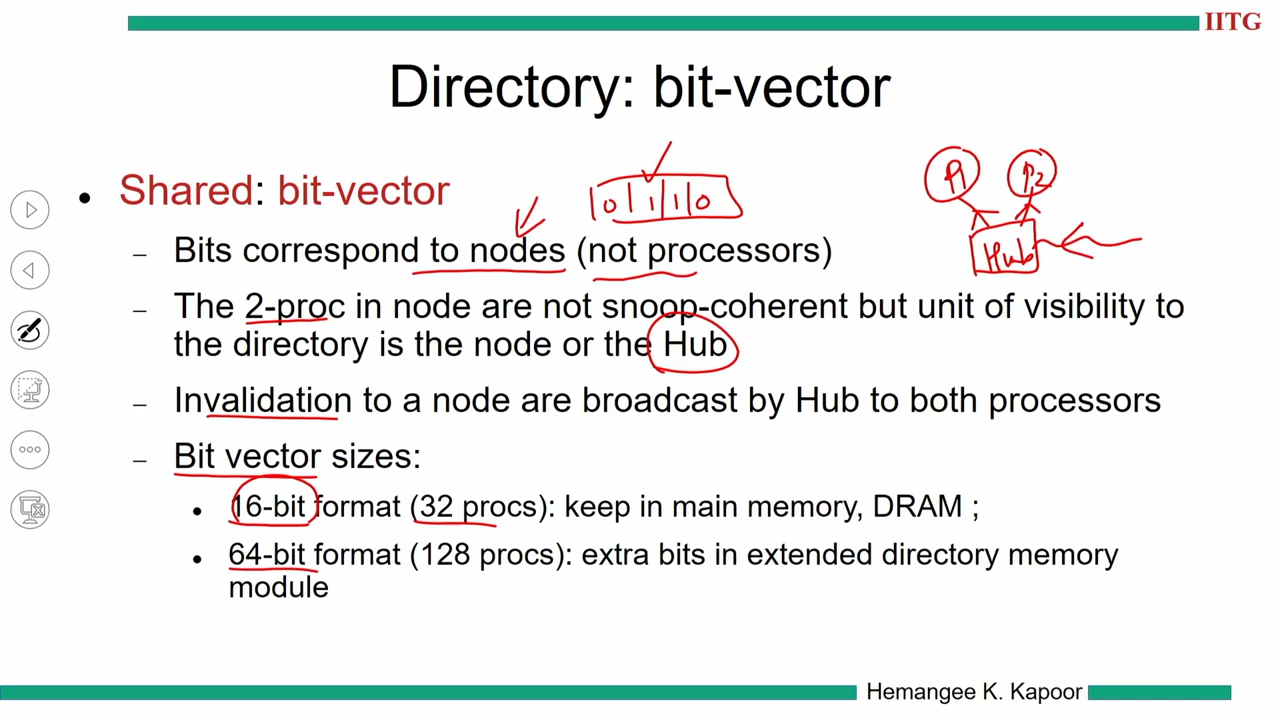 IITG
Directory: bit-vector
• Shared: bit-vector
0 1 1 0
P1 P2
Hub
– Bits correspond to nodes (not processors)
– The 2-proc in node are not snoop-coherent but unit of visibility to
the directory is the node or the Hub
– Invalidation to a node are broadcast by Hub to both processors
– Bit vector sizes:
• 16-bit format (32 procs): keep in main memory, DRAM ;
• 64-bit format (128 procs): extra bits in extended directory memory
module
Hemangee K. Kapoor